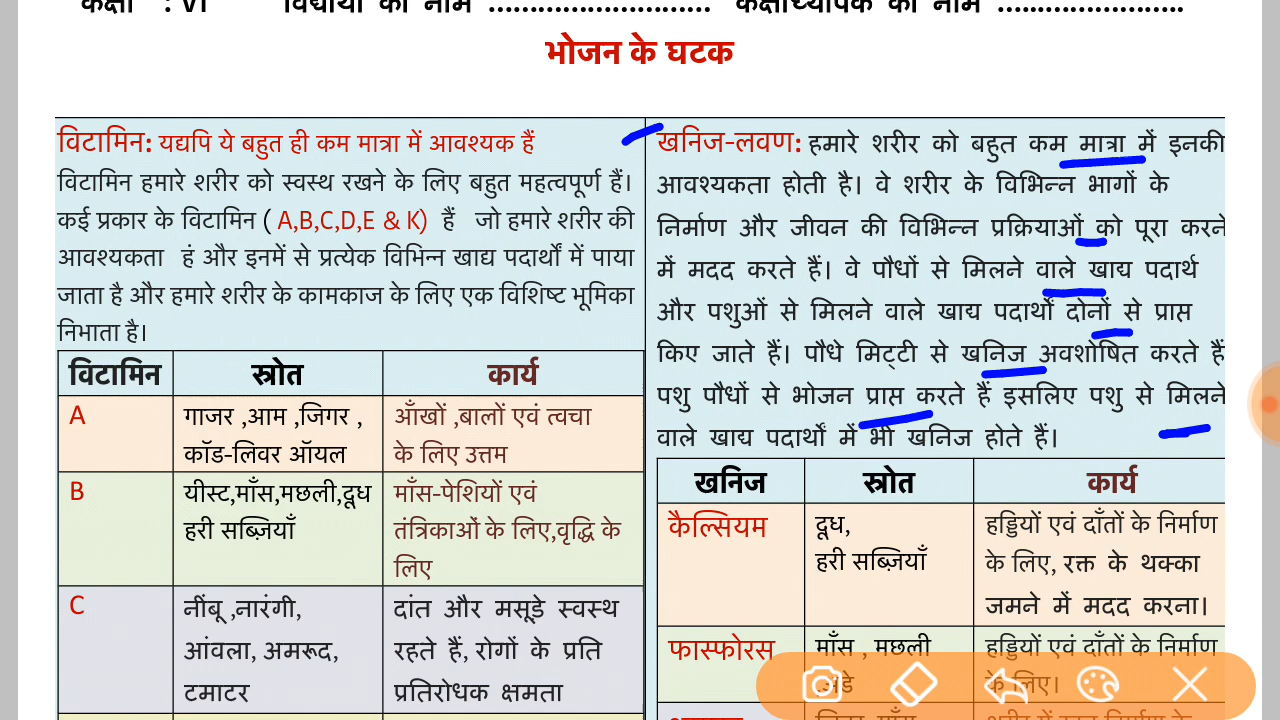 कक्षा : VI विद्यार्थी का नाम ........................... कक्षाध्यापक का नाम ......................
भोजन के घटक
विटामिन: यद्यपि ये बहुत ही कम मात्रा में आवश्यक हैं
विटामिन हमारे शरीर को स्वस्थ रखने के लिए बहुत महत्वपूर्ण हैं।
कई प्रकार के विटामिन ( A,B,C,D,E & K) हैं जो हमारे शरीर की
आवश्यकता हं और इनमें से प्रत्येक विभिन्न खाद्य पदार्थों में पाया
जाता है और हमारे शरीर के कामकाज के लिए एक विशिष्ट भूमिका
निभाता है।
विटामिन स्रोत कार्य
A गाजर ,आम ,जिगर , आँखों ,बालों एवं त्वचा
कॉड-लिवर ऑयल के लिए उत्तम
B यीस्ट,माँस,मछली,दूध माँस-पेशियों एवं
हरी सब्ज़ियाँ तंत्रिकाओं के लिए,वृद्धि के
लिए
C नींबू ,नारंगी, दांत और मसूड़े स्वस्थ
आंवला, अमरूद, रहते हैं, रोगों के प्रति
टमाटर प्रतिरोधक क्षमता
खनिज-लवण: हमारे शरीर को बहुत कम मात्रा में इनकी
आवश्यकता होती है। वे शरीर के विभिन्न भागों के
निर्माण और जीवन की विभिन्न प्रक्रियाओं को पूरा करने
में मदद करते हैं। वे पौधों से मिलने वाले खाद्य पदार्थ
और पशुओं से मिलने वाले खाद्य पदार्थों दोनों से प्राप्त
किए जाते हैं। पौधे मिट्टी से खनिज अवशोषित करते हैं
पशु पौधों से भोजन प्राप्त करते हैं इसलिए पशु से मिलने
वाले खाद्य पदार्थों में भी खनिज होते हैं।
खनिज स्रोत कार्य
कैल्सियम दूध, हड्डियों एवं दाँतों के निर्माण
हरी सब्ज़ियाँ के लिए, रक्त के थक्का
जमने में मदद करना।
फास्फोरस माँस , मछली हड्डियों एवं दाँतों के निर्माण
अंडे के लिए।